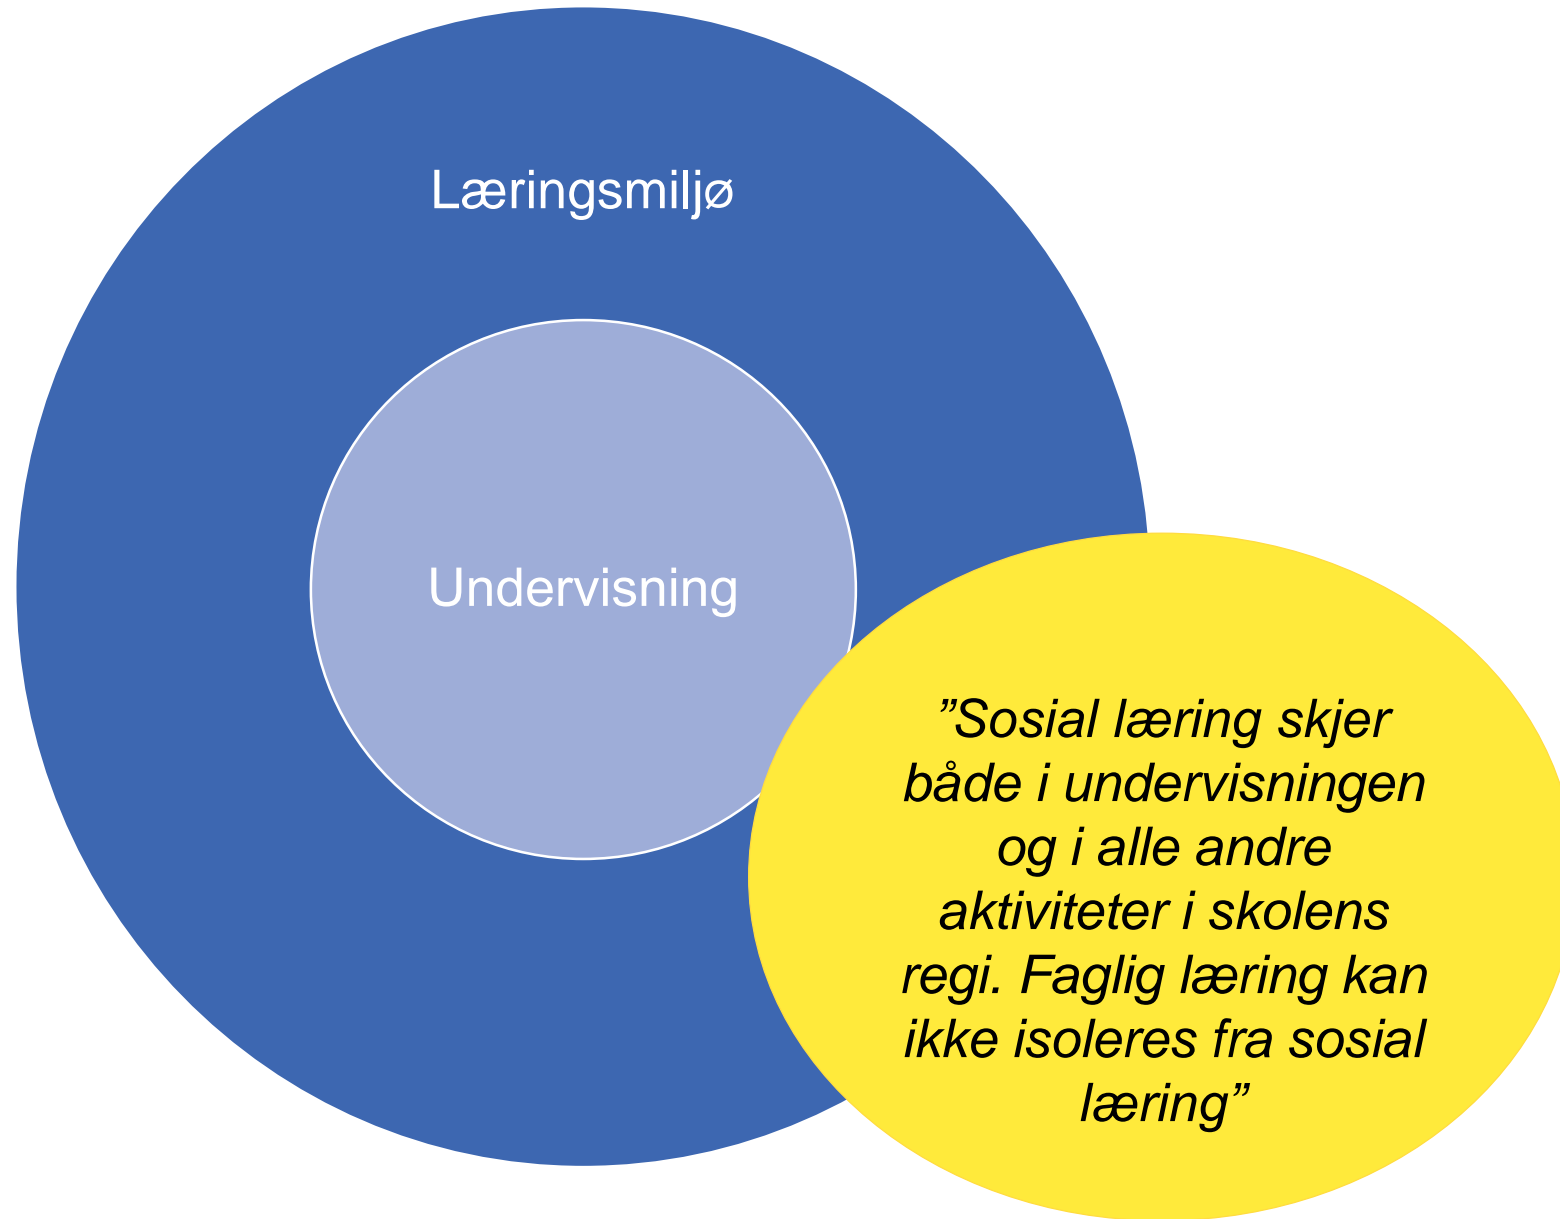 Læringsmiljø
Undervisning
”Sosial læring skjer
både i undervisningen
og i alle andre
aktiviteter i skolens
regi. Faglig læring kan
ikke isoleres fra sosial
læring”